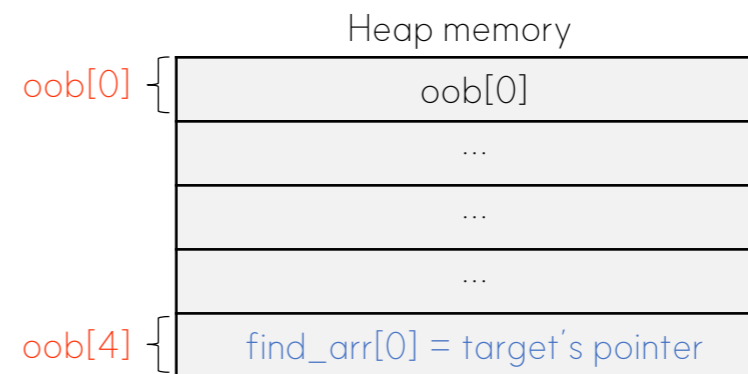 Heap memory
oob[0] oob[0]
...
...
...
oob[4] find_arr[0] = target's pointer